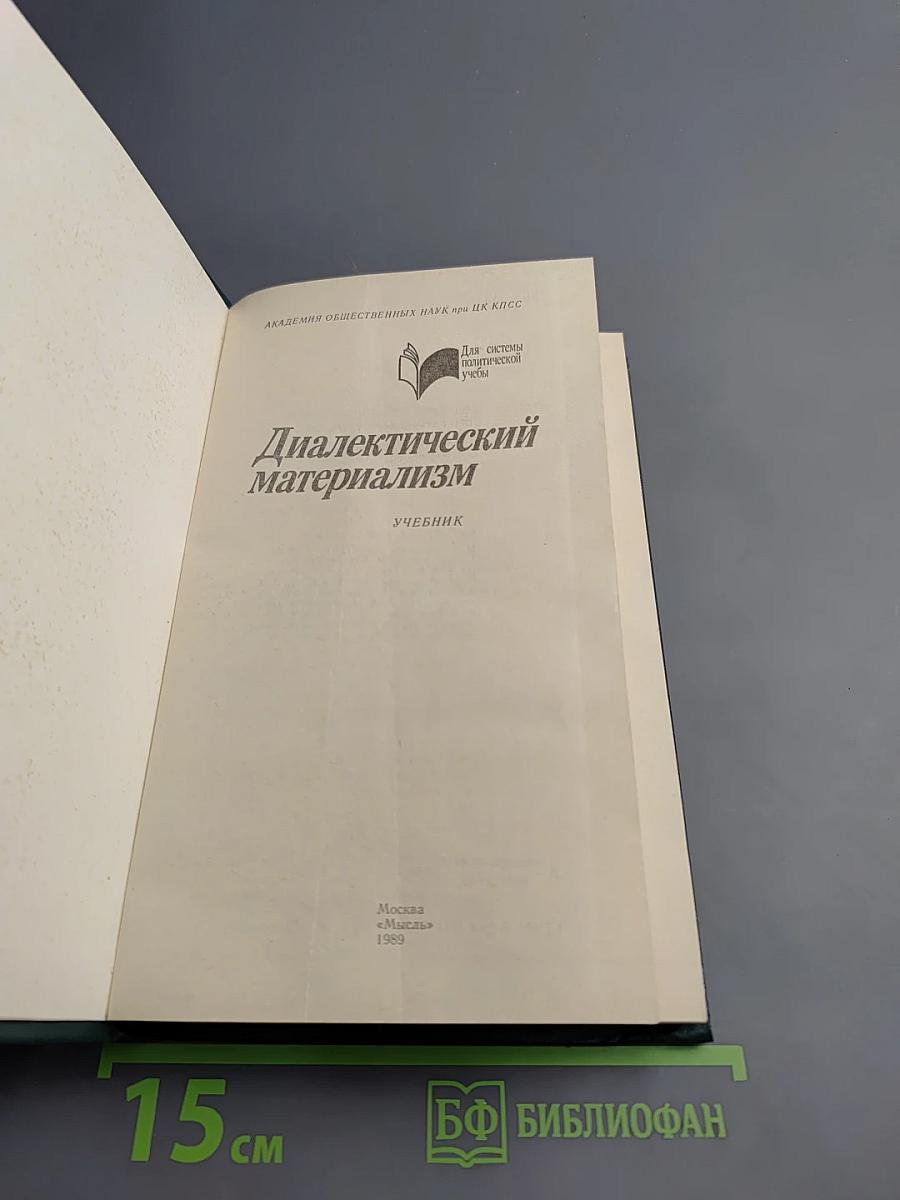 АКАДЕМИЯ ОБЩЕСТВЕННЫХ НАУК при ЦК КПСС
Для системы
политической
учебы
Диалектический
материализм
УЧЕБНИК
Москва
«Мысль»
1989
15 см
БФ БИБЛИОФАН